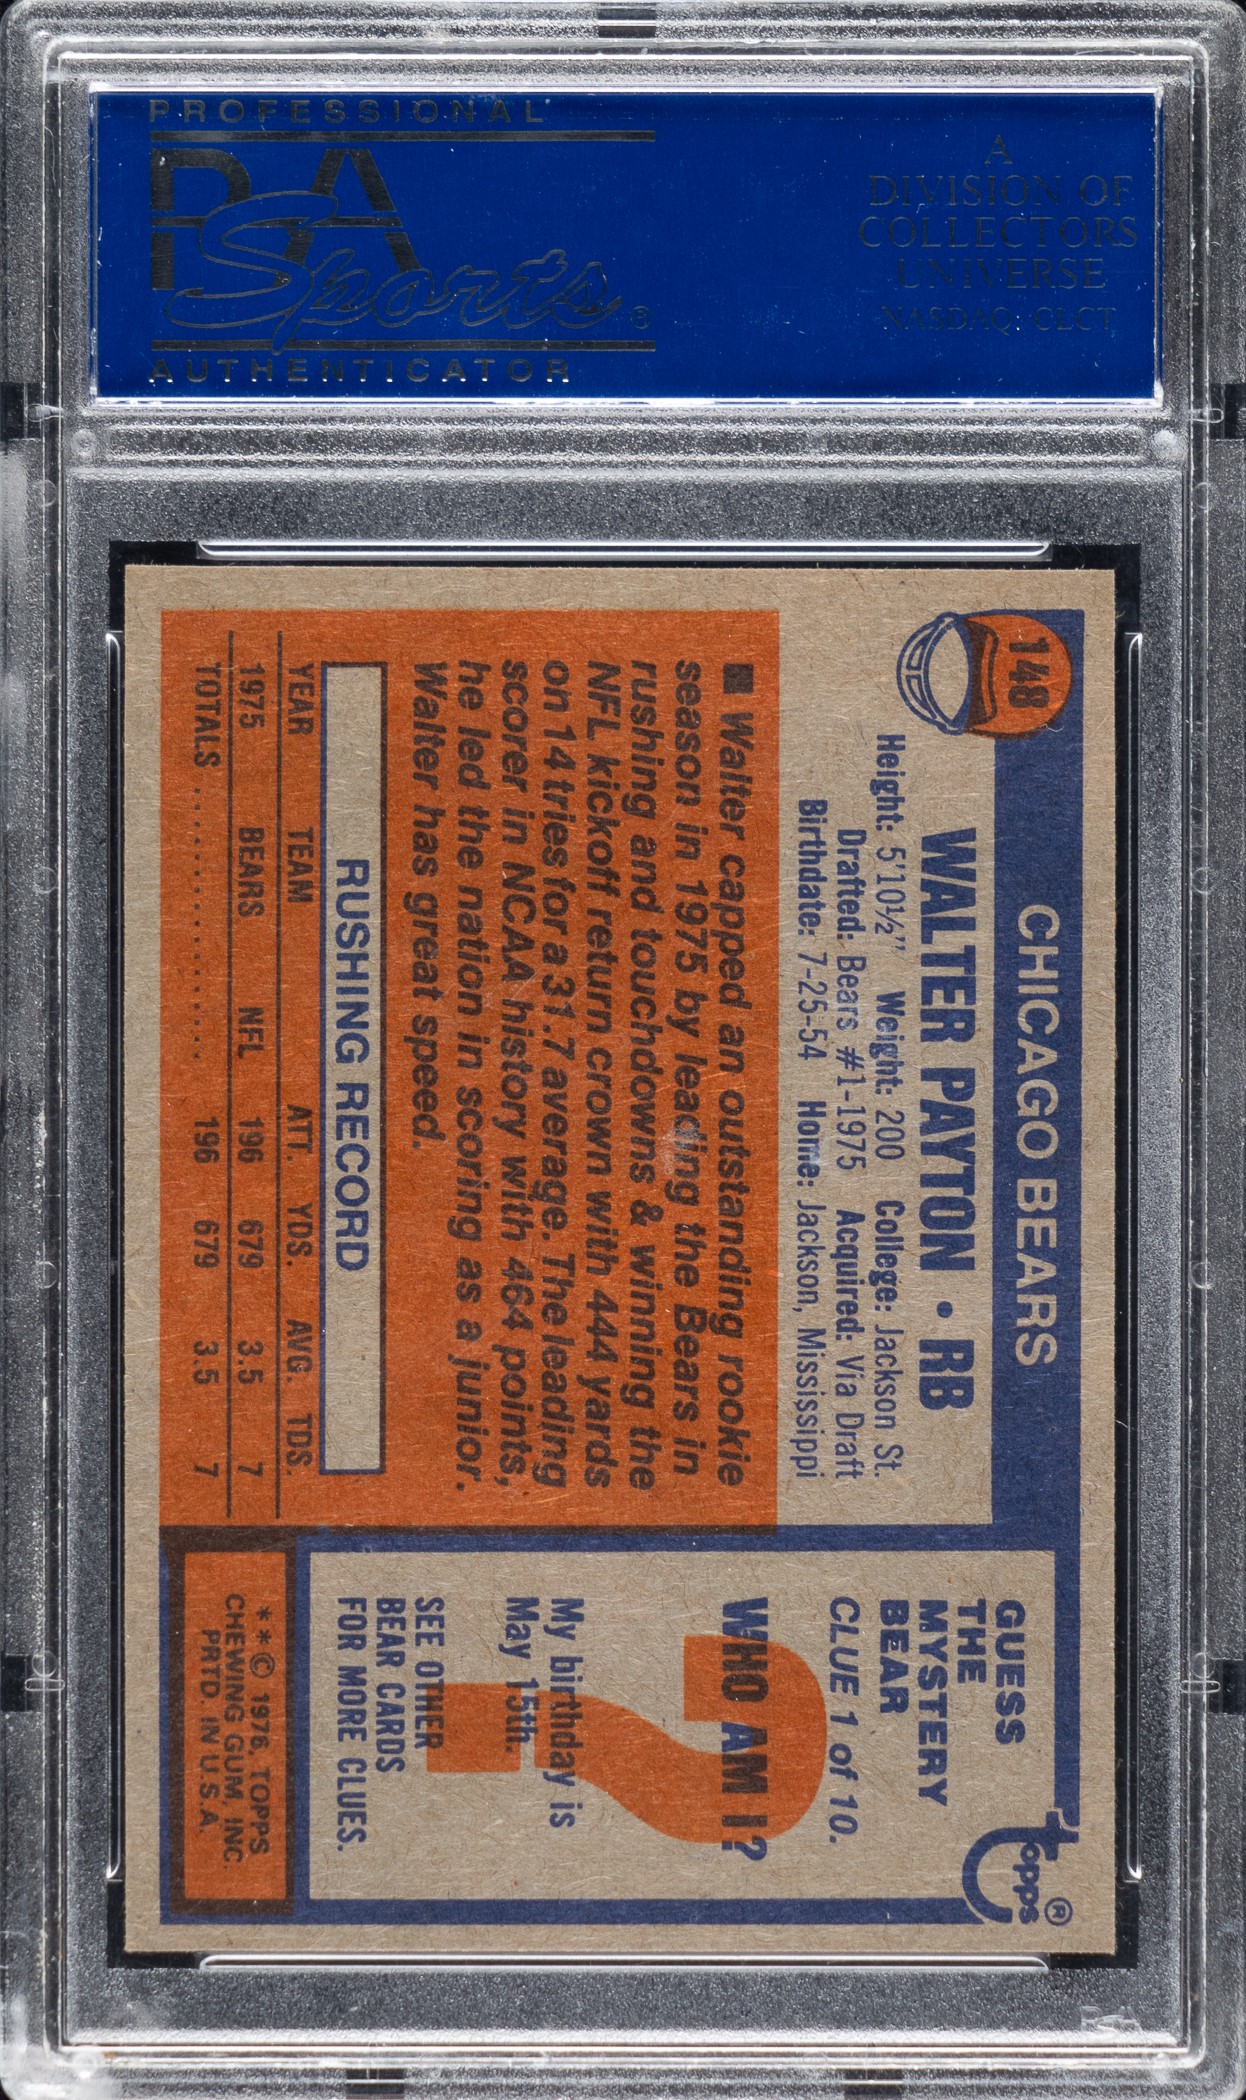 PROFESSIONAL
PSA
Sports®
AUTHENTICATOR
A
DIVISION OF
COLLECTORS
UNIVERSE
NASDAQ: CLCT
148
CHICAGO BEARS
WALTER PAYTON • RB
Height: 5'10½" Weight: 200 College: Jackson St.
Drafted: Bears #1-1975 Acquired: Via Draft
Birthdate: 7-25-54 Home: Jackson, Mississippi
■ Walter capped an outstanding rookie
season in 1975 by leading the Bears in
rushing and touchdowns & winning the
NFL kickoff return crown with 444 yards
on 14 tries for a 31.7 average. The leading
scorer in NCAA history with 464 points,
he led the nation in scoring as a junior.
Walter has great speed.
RUSHING RECORD
YEAR TEAM ATT. YDS. AVG. TDS.
1975 BEARS NFL 196 679 3.5 7
TOTALS .................. 196 679 3.5 7
topps®
GUESS
THE
MYSTERY
BEAR
CLUE 1 of 10.
WHO AM I?
?
My birthday is
May 15th.
SEE OTHER
BEAR CARDS
FOR MORE CLUES.
**© 1976, TOPPS
CHEWING GUM, INC.
PRTD. IN U.S.A.
PSA